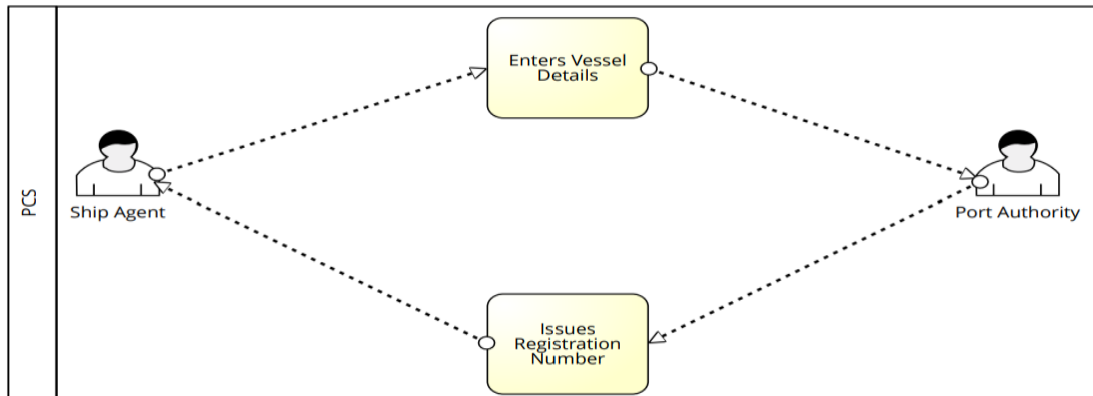 PCS
Enters Vessel
Details
Ship Agent
Port Authority
Issues
Registration
Number